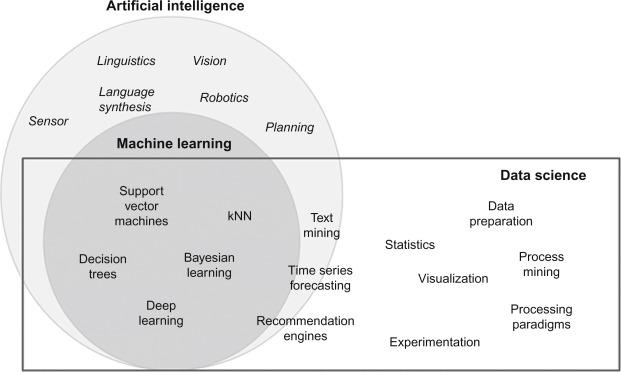 Artificial intelligence
Linguistics
Vision
Language
synthesis
Robotics
Sensor
Planning
Machine learning
Data science
Support
vector
machines
kNN
Text
mining
Data
preparation
Statistics
Decision
trees
Bayesian
learning
Time series
forecasting
Visualization
Process
mining
Deep
learning
Recommendation
engines
Experimentation
Processing
paradigms